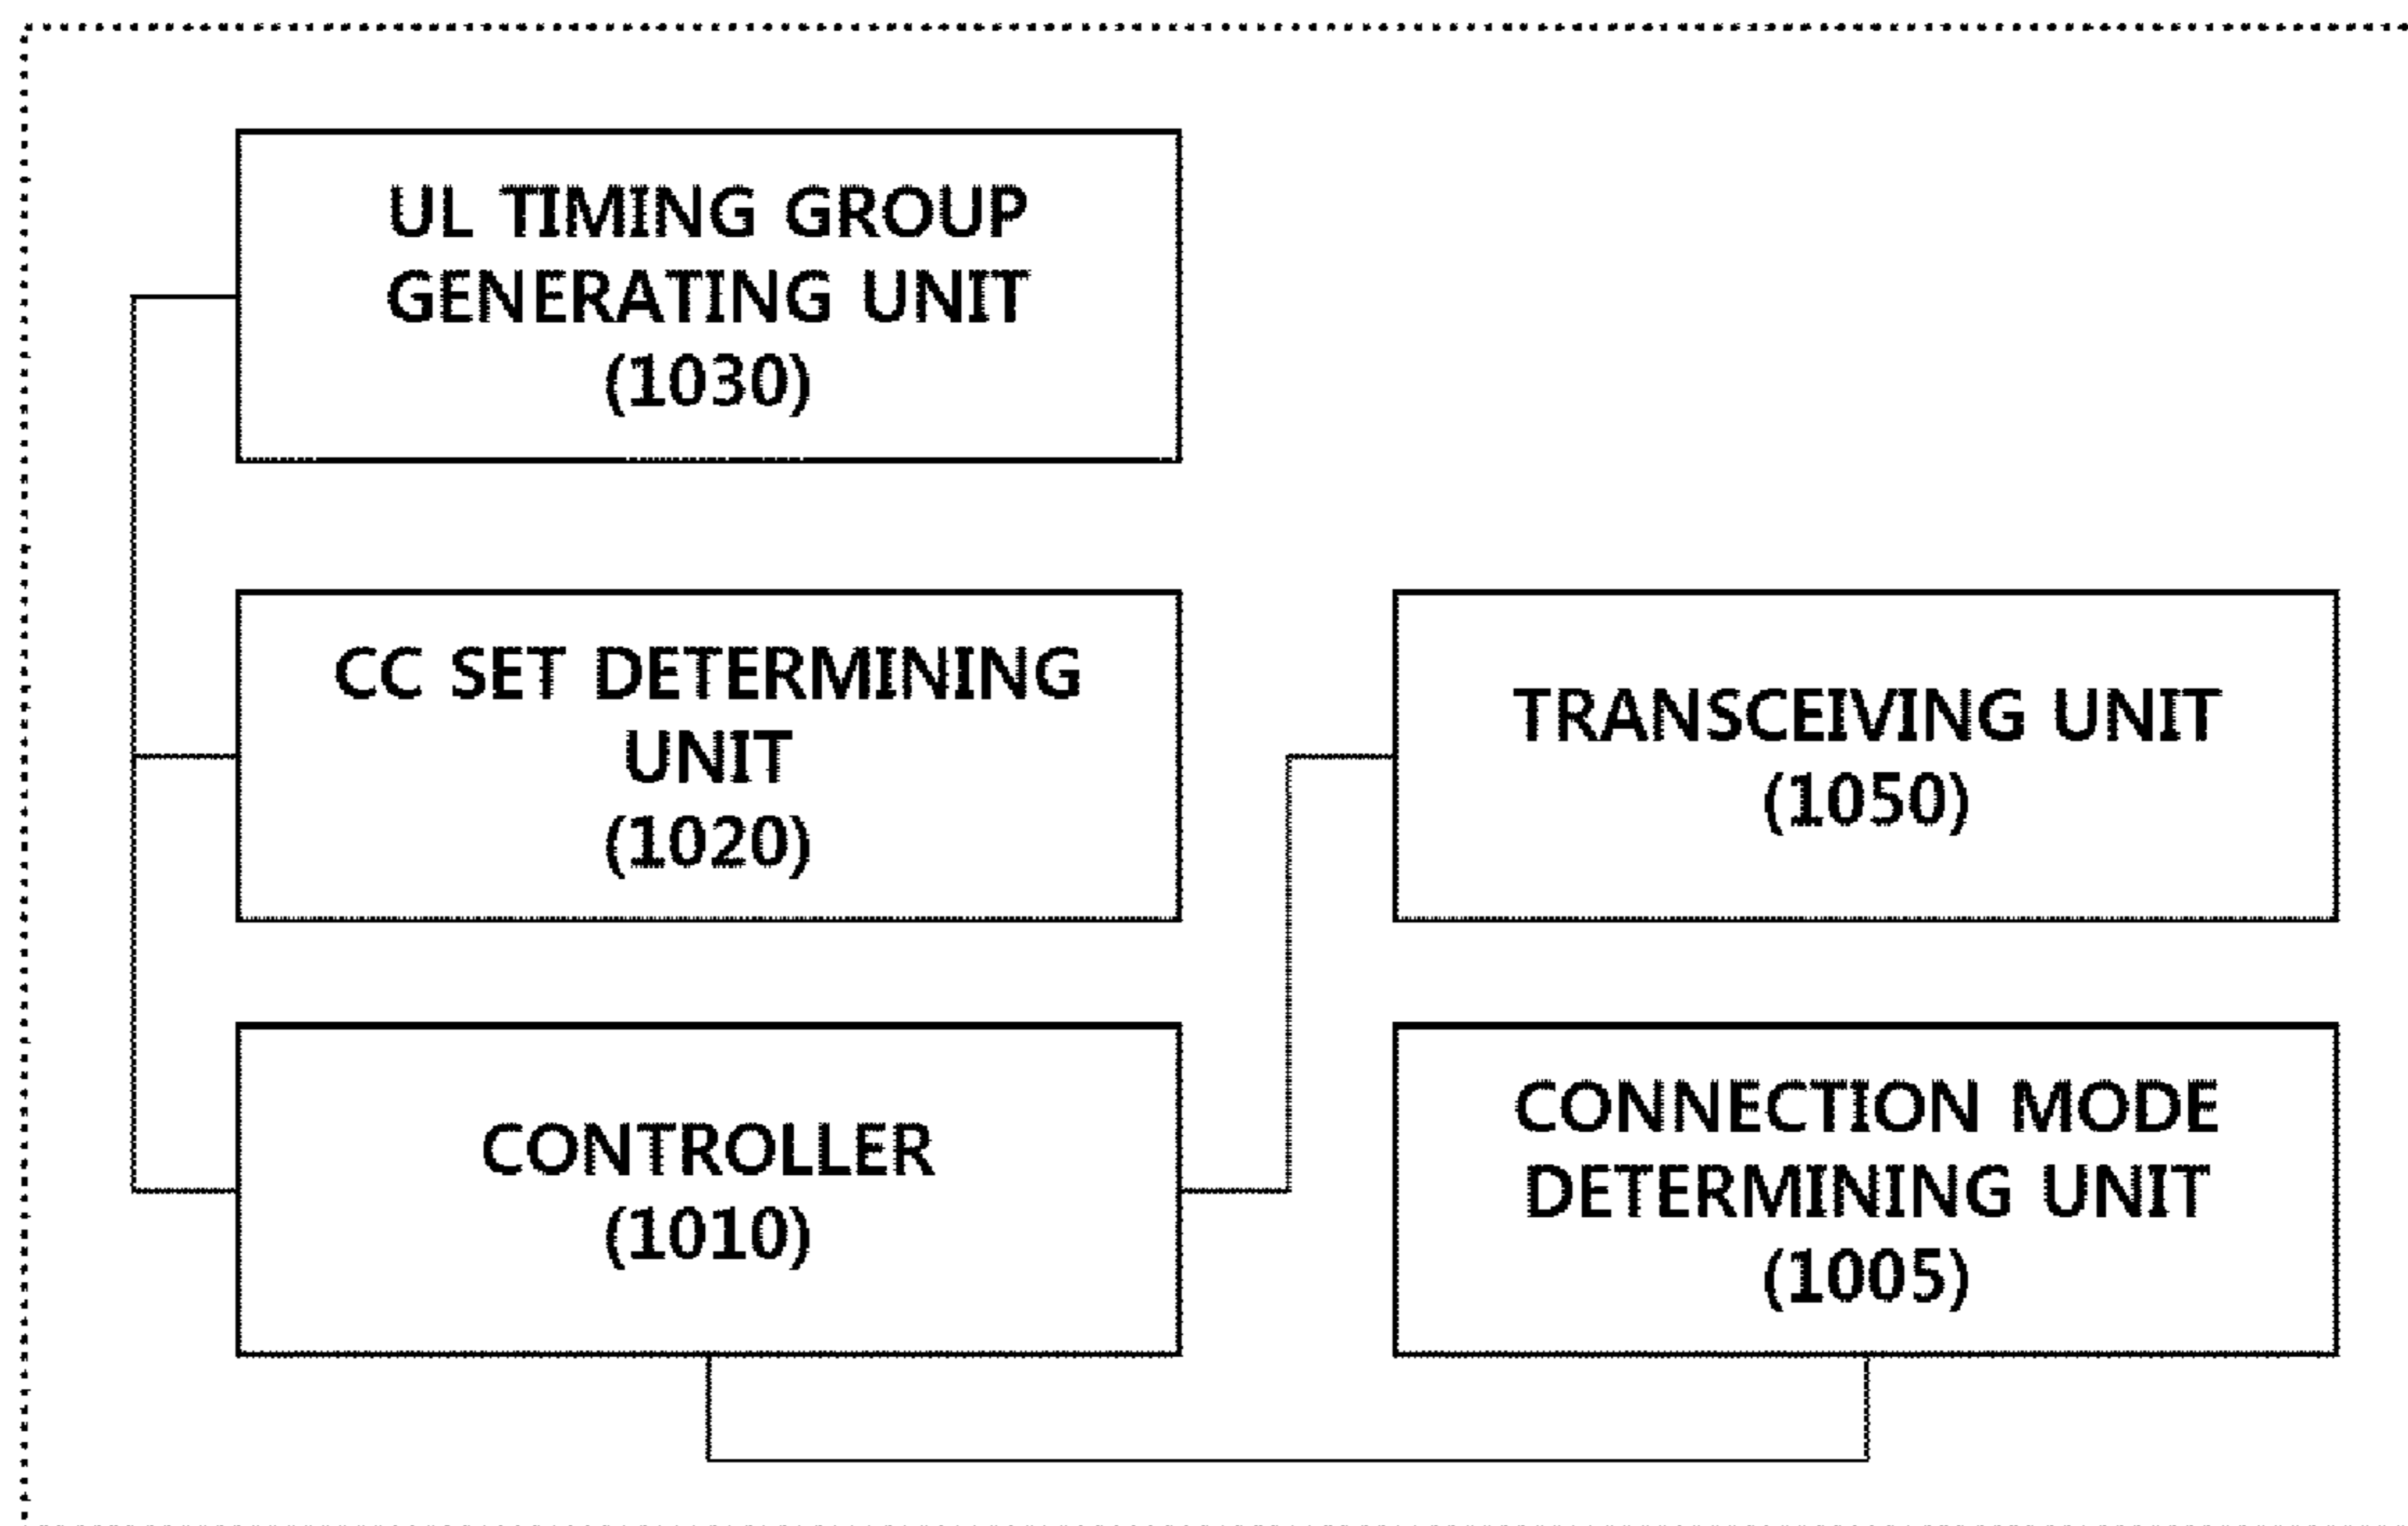 UL TIMING GROUP
GENERATING UNIT
(1030)
CC SET DETERMINING
UNIT
(1020)
TRANSCEIVING UNIT
(1050)
CONTROLLER
(1010)
CONNECTION MODE
DETERMINING UNIT
(1005)